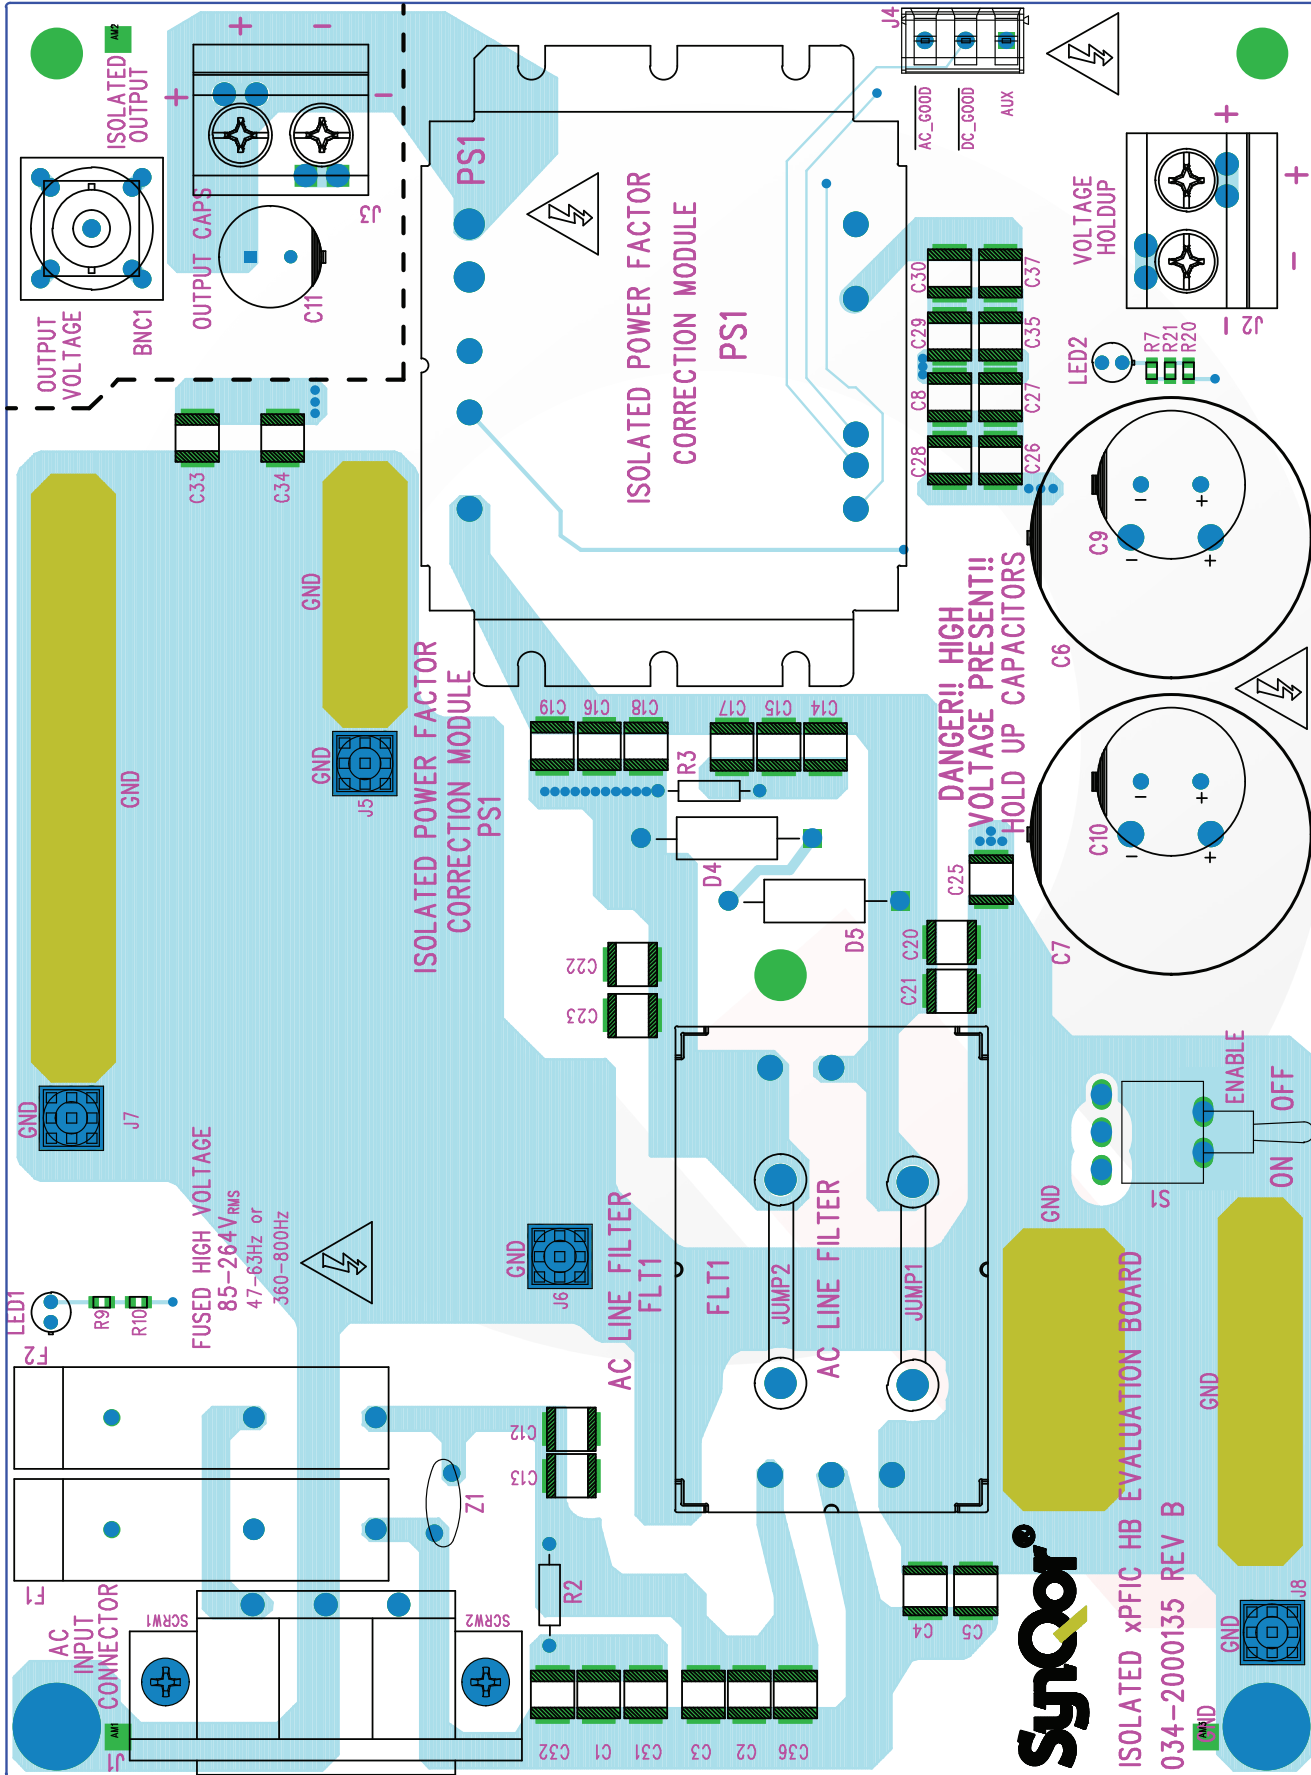 AM2
ISOLATED
OUTPUT
+
-
+
-
J3
OUTPUT
VOLTAGE
BNC1
OUTPUT CAPS
C11
PS1
ISOLATED POWER FACTOR
CORRECTION MODULE
PS1
J4
AC_GOOD
DC_GOOD
AUX
VOLTAGE
HOLDUP
+
+
-
-
J2
LED2
R7
R21
R20
C30
C37
C29
C35
C8
C27
C28
C26
C33
C34
GND
GND
GND
J5
ISOLATED POWER FACTOR
CORRECTION MODULE
PS1
C19
C16
C18
C17
C15
C14
R3
D4
D5
DANGER!! HIGH
VOLTAGE PRESENT!!
HOLD UP CAPACITORS
C9
-
+
-
+
C6
C10
-
+
-
+
C7
C25
C20
C21
C22
C23
GND
J7
FUSED HIGH VOLTAGE
85-264VRMS
47-63Hz or
360-800Hz
GND
J6
AC LINE FILTER
FLT1
FLT1
AC LINE FILTER
JUMP2
JUMP1
GND
S1
ENABLE
ON OFF
LED1
R9
R10
F2
F1
Z1
C12
C13
R2
AC
INPUT
CONNECTOR
SCRW1
SCRW2
AM1
J1
C32
C1
C31
C3
C2
C36
C4
C5
SynQor®
ISOLATED xPFIC HB EVALUATION BOARD
034-2000135 REV B
GND
GND
J8
AM3
GND